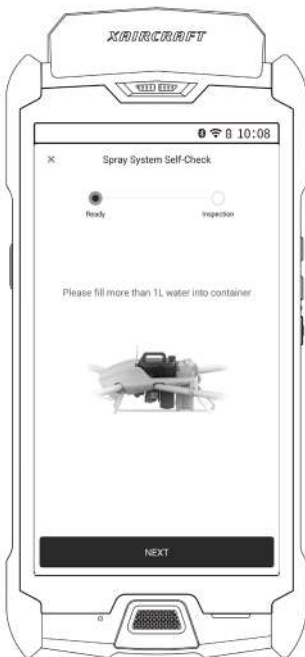 XAIRCRAFT
10:08
× Spray System Self-Check
Ready Inspection
Please fill more than 1L water into container
NEXT